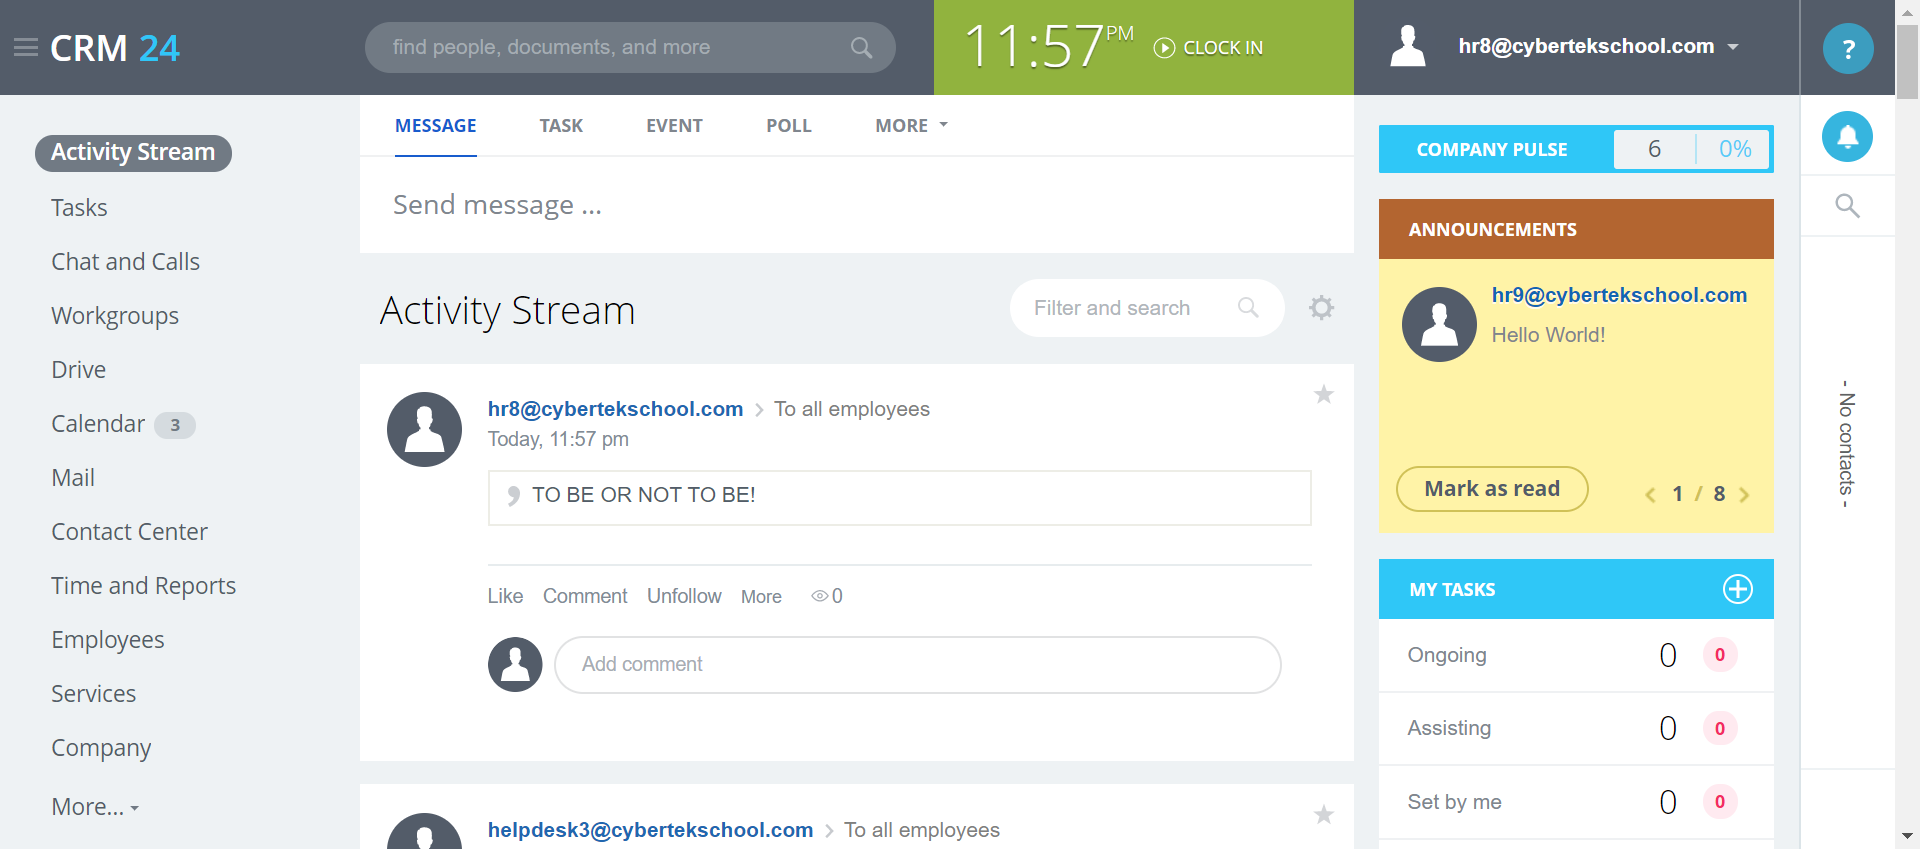 CRM 24
find people, documents, and more
11:57 PM
CLOCK IN
hr8@cybertekschool.com
?
Activity Stream
Tasks
Chat and Calls
Workgroups
Drive
Calendar 3
Mail
Contact Center
Time and Reports
Employees
Services
Company
More...
MESSAGE TASK EVENT POLL MORE
Send message ...
Activity Stream
Filter and search
hr8@cybertekschool.com To all employees
Today, 11:57 pm
TO BE OR NOT TO BE!
Like Comment Unfollow More 0
Add comment
helpdesk3@cybertekschool.com To all employees
COMPANY PULSE 6 0%
ANNOUNCEMENTS
hr9@cybertekschool.com
Hello World!
Mark as read 1 / 8
MY TASKS
Ongoing 0 0
Assisting 0 0
Set by me 0 0
- No contacts -